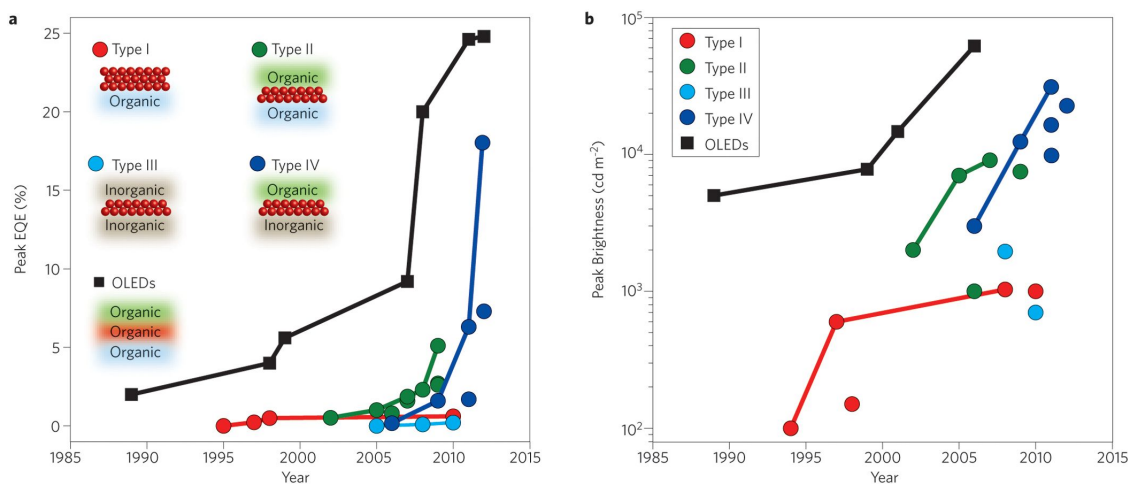 a
25
20
15
10
5
0
Peak EQE (%)
Type I
Organic
Type II
Organic
Organic
Type III
Inorganic
Inorganic
Type IV
Organic
Inorganic
OLEDs
Organic
Organic
Organic
1985 1990 1995 2000 2005 2010 2015
Year
b
10⁵
10⁴
10³
10²
Peak Brightness (cd m⁻²)
Type I
Type II
Type III
Type IV
OLEDs
1985 1990 1995 2000 2005 2010 2015
Year